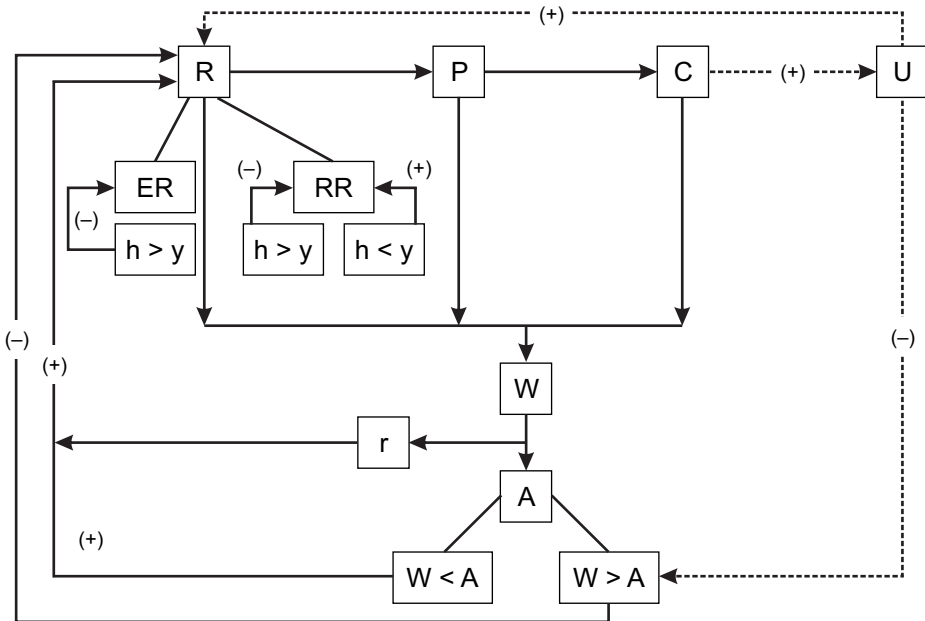 (+)
R
P
C
(+)
U
ER
(–)
RR
(+)
(–)
h > y
h > y
h < y
(–)
(+)
(–)
W
r
A
(+)
W < A
W > A